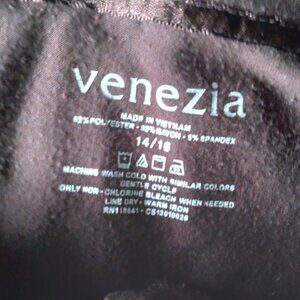 venezia
MADE IN VIETNAM
POLYESTER - RAYON - 5% SPANDEX
14/16
MACHINE WASH COLD WITH SIMILAR COLORS
GENTLE CYCLE
ONLY NON - CHLORINE BLEACH WHEN NEEDED
LINE DRY - WARM IRON